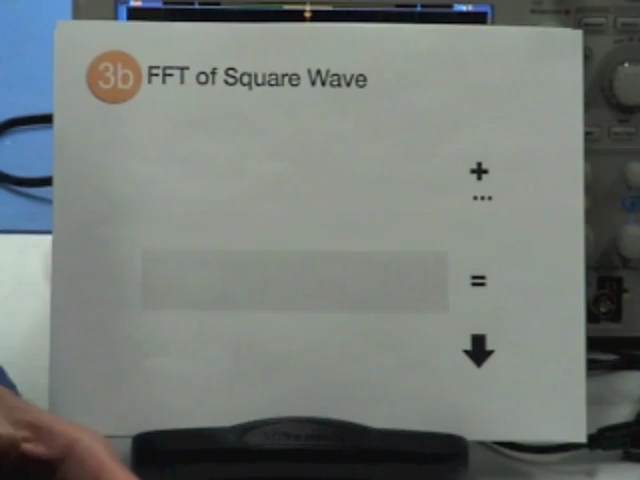 3b FFT of Square Wave
+
...
=